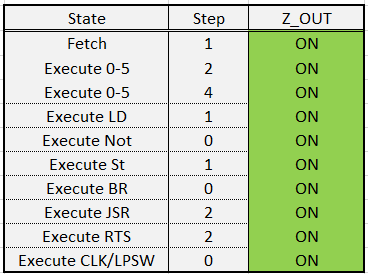 State Step Z_OUT
Fetch 1 ON
Execute 0-5 2 ON
Execute 0-5 4 ON
Execute LD 1 ON
Execute Not 0 ON
Execute St 1 ON
Execute BR 0 ON
Execute JSR 2 ON
Execute RTS 2 ON
Execute CLK/LPSW 0 ON